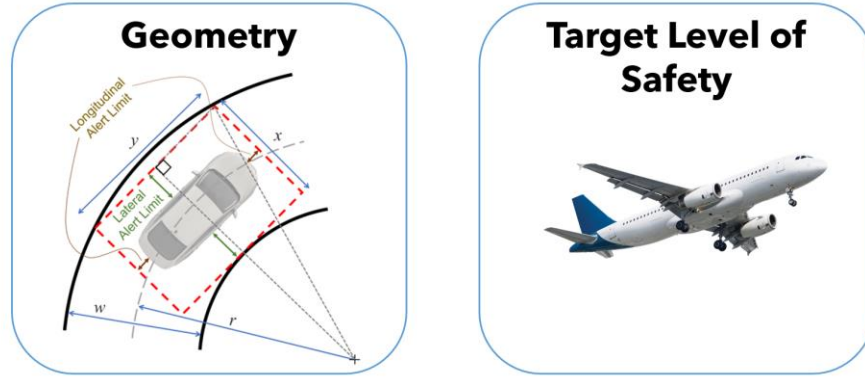 Geometry
Longitudinal
Alert Limit
y
x
Lateral
Alert Limit
w
r
Target Level of
Safety